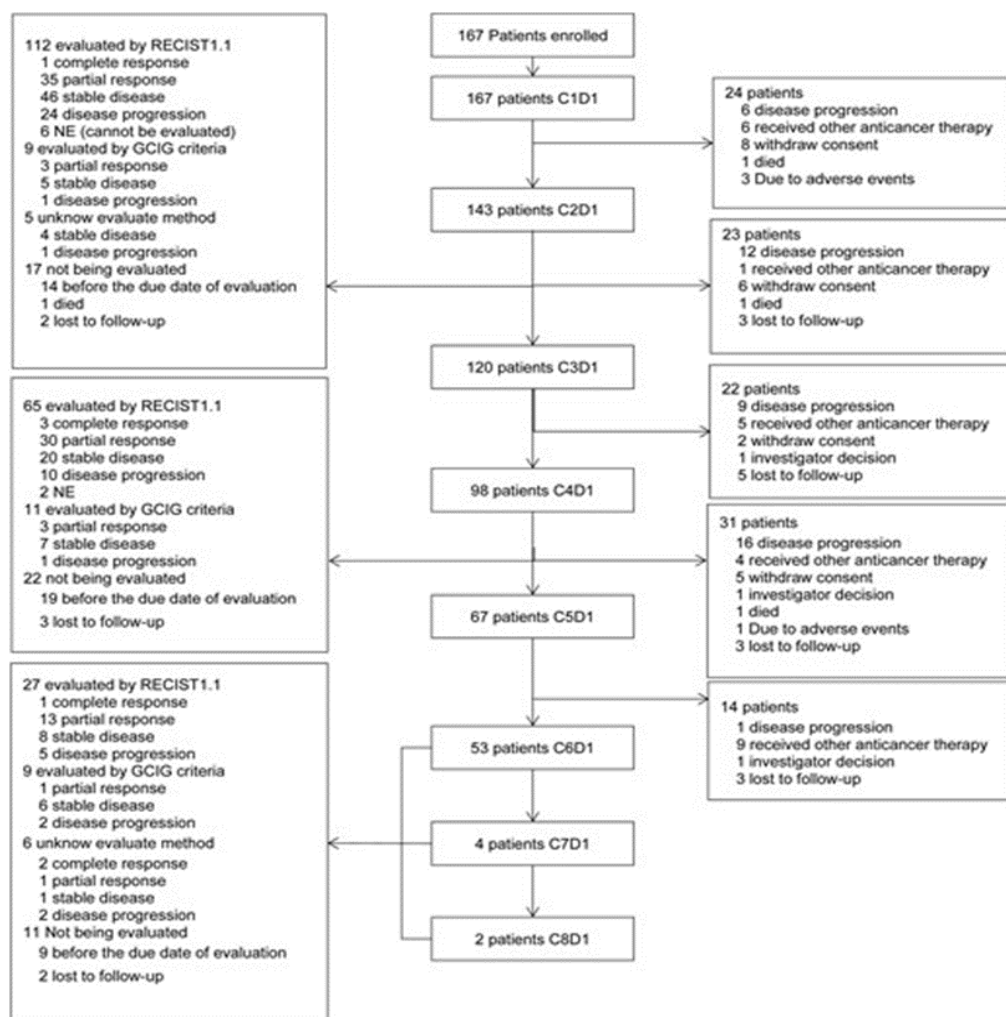 167 Patients enrolled
167 patients C1D1
24 patients
6 disease progression
6 received other anticancer therapy
8 withdraw consent
1 died
3 Due to adverse events
143 patients C2D1
112 evaluated by RECIST1.1
1 complete response
35 partial response
46 stable disease
24 disease progression
6 NE (cannot be evaluated)
9 evaluated by GCIG criteria
3 partial response
5 stable disease
1 disease progression
5 unknow evaluate method
4 stable disease
1 disease progression
17 not being evaluated
14 before the due date of evaluation
1 died
2 lost to follow-up
23 patients
12 disease progression
1 received other anticancer therapy
6 withdraw consent
1 died
3 lost to follow-up
120 patients C3D1
22 patients
9 disease progression
5 received other anticancer therapy
2 withdraw consent
1 investigator decision
5 lost to follow-up
98 patients C4D1
65 evaluated by RECIST1.1
3 complete response
30 partial response
20 stable disease
10 disease progression
2 NE
11 evaluated by GCIG criteria
3 partial response
7 stable disease
1 disease progression
22 not being evaluated
19 before the due date of evaluation
3 lost to follow-up
31 patients
16 disease progression
4 received other anticancer therapy
5 withdraw consent
1 investigator decision
1 died
1 Due to adverse events
3 lost to follow-up
67 patients C5D1
14 patients
1 disease progression
9 received other anticancer therapy
1 investigator decision
3 lost to follow-up
53 patients C6D1
27 evaluated by RECIST1.1
1 complete response
13 partial response
8 stable disease
5 disease progression
9 evaluated by GCIG criteria
1 partial response
6 stable disease
2 disease progression
6 unknow evaluate method
2 complete response
1 partial response
1 stable disease
2 disease progression
11 Not being evaluated
9 before the due date of evaluation
2 lost to follow-up
4 patients C7D1
2 patients C8D1